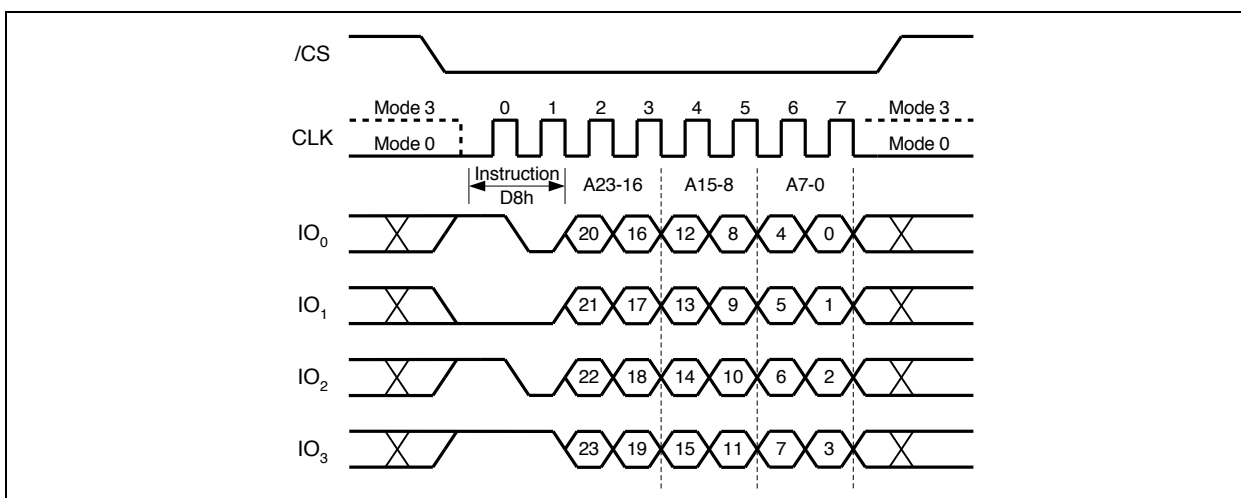 /CS
Mode 3 0 1 2 3 4 5 6 7 Mode 3
CLK
Mode 0 Mode 0
Instruction
D8h
A23-16 A15-8 A7-0
IO₀ 20 16 12 8 4 0
IO₁ 21 17 13 9 5 1
IO₂ 22 18 14 10 6 2
IO₃ 23 19 15 11 7 3